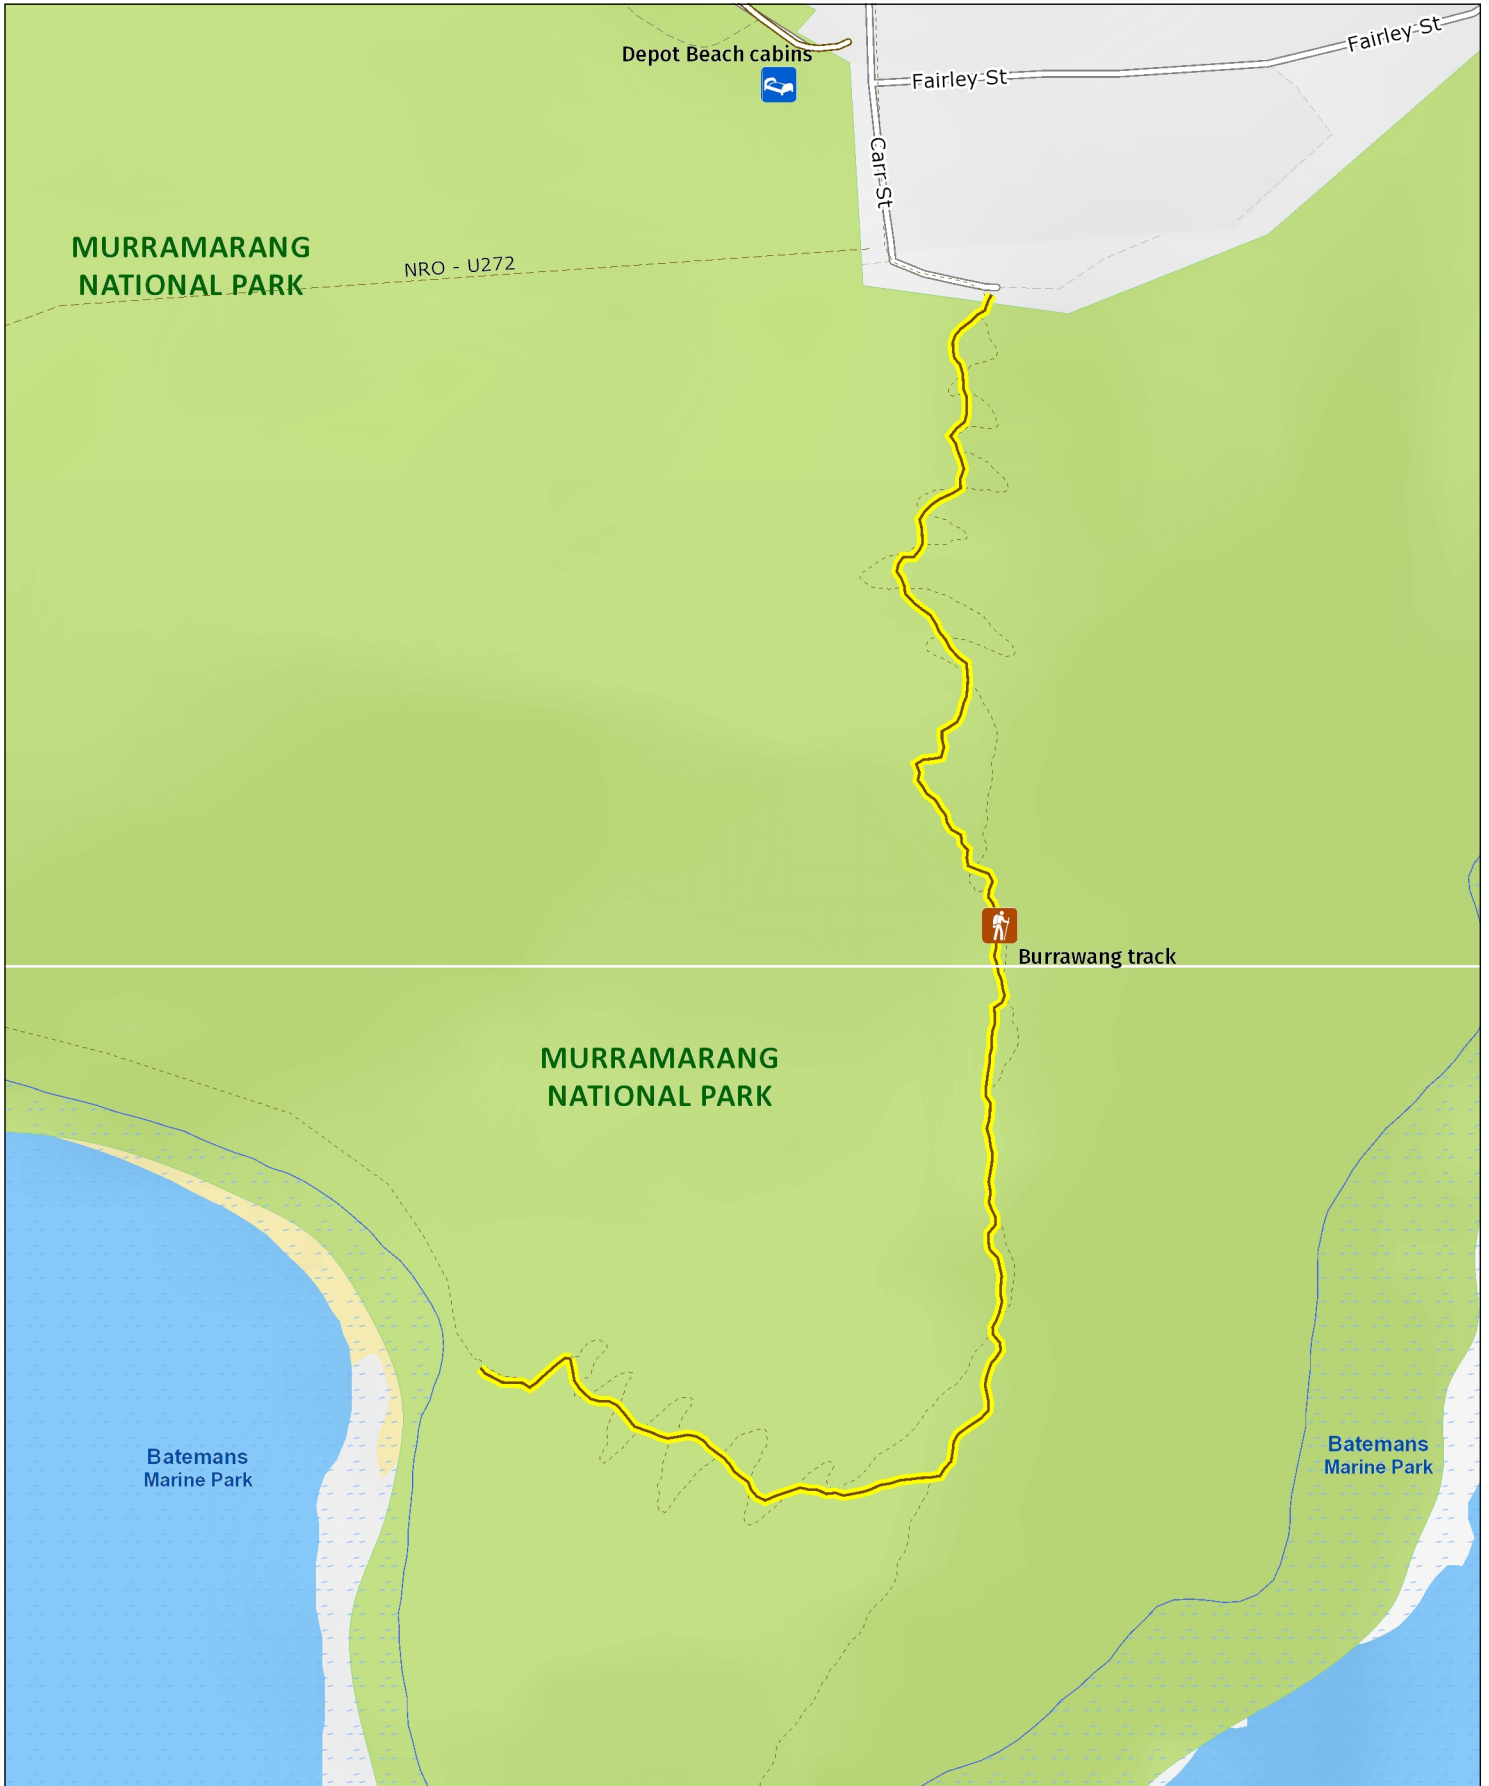 Depot Beach cabins
Fairley St
Fairley St
Carr St
MURRAMARANG
NATIONAL PARK
NRO - U272
Burrawang track
MURRAMARANG
NATIONAL PARK
Batemans
Marine Park
Batemans
Marine Park